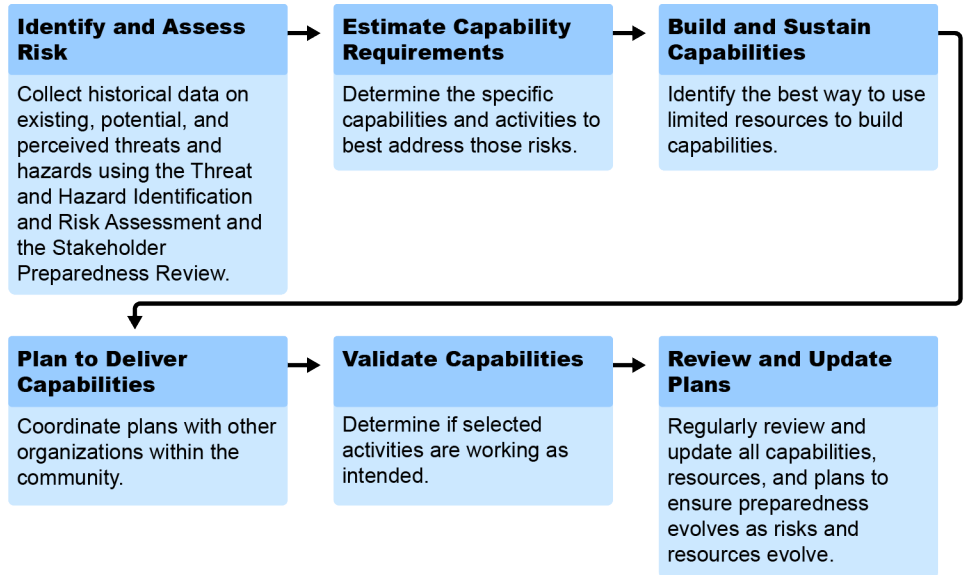 Identify and Assess
Risk
Collect historical data on
existing, potential, and
perceived threats and
hazards using the Threat
and Hazard Identification
and Risk Assessment and
the Stakeholder
Preparedness Review.
Estimate Capability
Requirements
Determine the specific
capabilities and activities to
best address those risks.
Build and Sustain
Capabilities
Identify the best way to use
limited resources to build
capabilities.
Plan to Deliver
Capabilities
Coordinate plans with other
organizations within the
community.
Validate Capabilities
Determine if selected
activities are working as
intended.
Review and Update
Plans
Regularly review and
update all capabilities,
resources, and plans to
ensure preparedness
evolves as risks and
resources evolve.